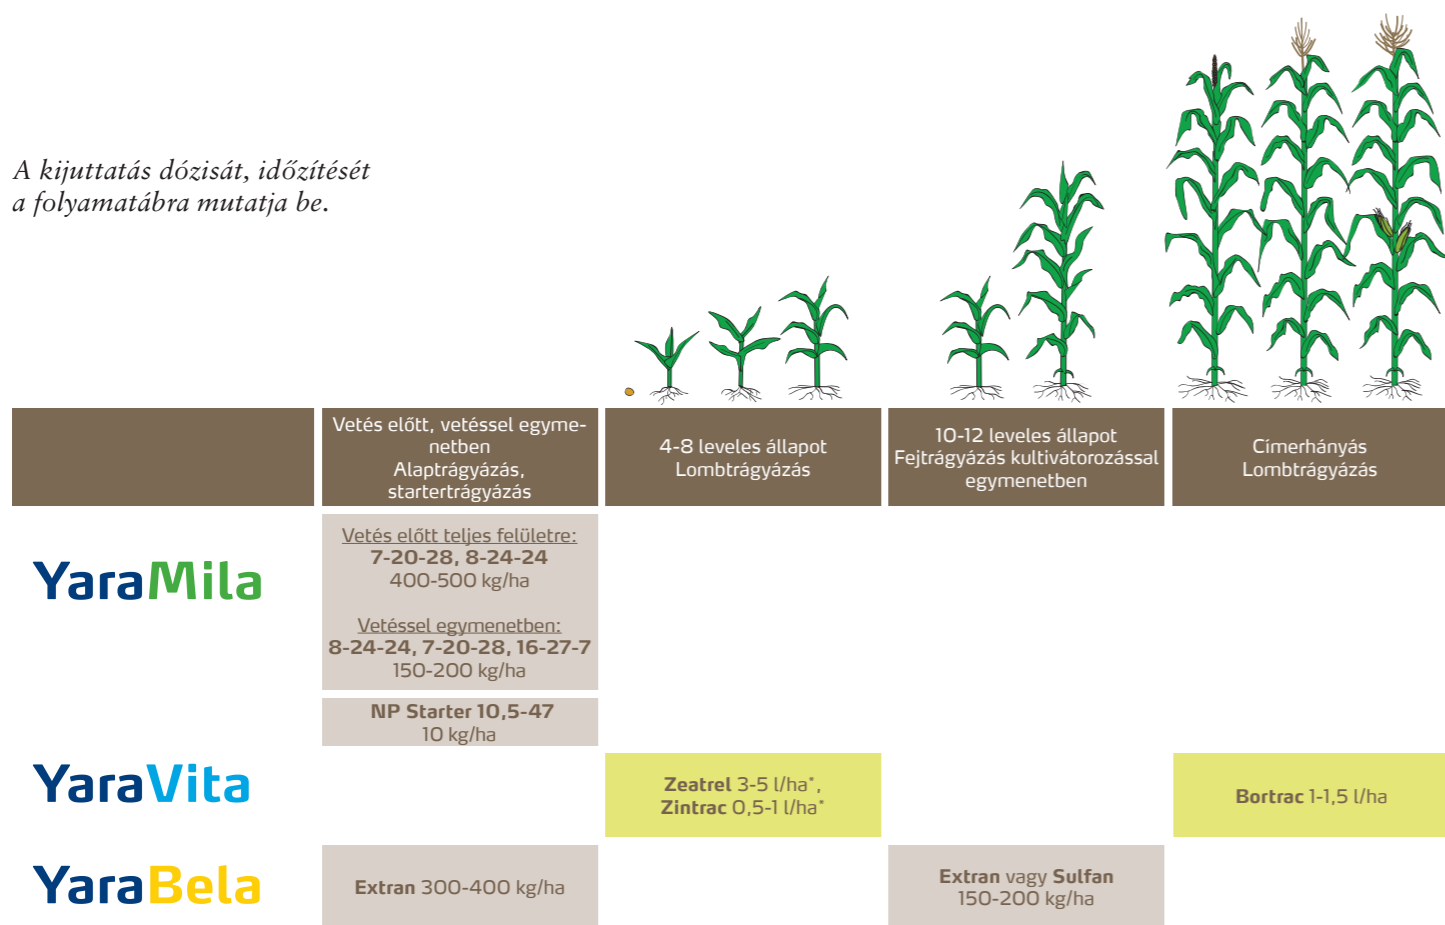 A kijuttatás dózisát, időzítését
a folyamatábra mutatja be.
Vetés előtt, vetéssel egyme-
netben
Alaptrágyázás,
startertrágyázás
4-8 leveles állapot
Lombtrágyázás
10-12 leveles állapot
Fejtrágyázás kultivátorozással
egymenetben
Címerhányás
Lombtrágyázás
YaraMila
Vetés előtt teljes felületre:
7-20-28, 8-24-24
400-500 kg/ha
Vetéssel egymenetben:
8-24-24, 7-20-28, 16-27-7
150-200 kg/ha
NP Starter 10,5-47
10 kg/ha
YaraVita
Zeatrel 3-5 l/ha*,
Zintrac 0,5-1 l/ha*
Bortrac 1-1,5 l/ha
YaraBela
Extran 300-400 kg/ha
Extran vagy Sulfan
150-200 kg/ha